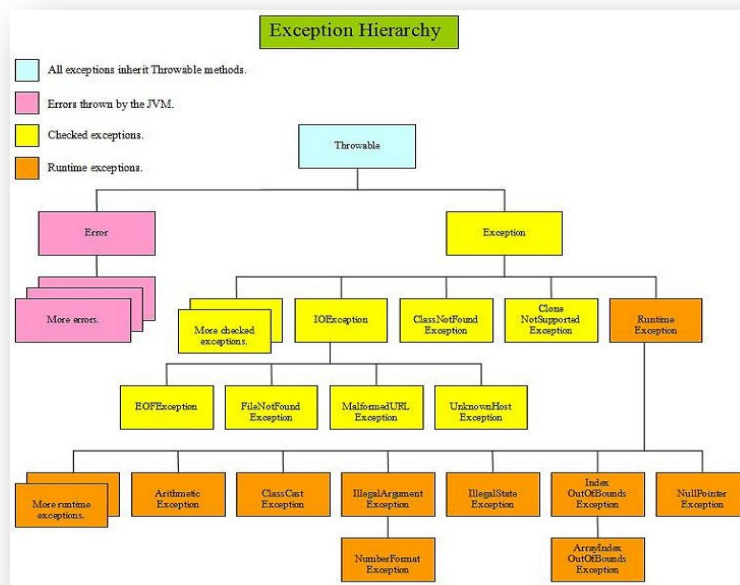 Exception Hierarchy
All exceptions inherit Throwable methods.
Errors thrown by the JVM.
Checked exceptions.
Runtime exceptions.
Throwable
Error
Exception
More errors.
More checked
exceptions.
IOException
ClassNotFound
Exception
Clone
NotSupported
Exception
Runtime
Exception
EOFException
FileNotFound
Exception
MalformedURL
Exception
UnknownHost
Exception
More runtime
exceptions.
Arithmetic
Exception
ClassCast
Exception
IllegalArgument
Exception
IllegalState
Exception
Index
OutOfBounds
Exception
NullPointer
Exception
NumberFormat
Exception
ArrayIndex
OutOfBounds
Exception